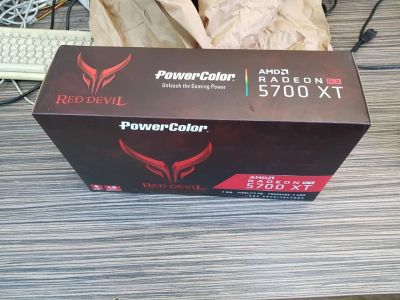 PowerColor
Unleash the Gaming Power
RED DEVIL
AMD
RADEON RX
5700 XT
PowerColor
RED DEVIL
AMD
RADEON RX
5700 XT